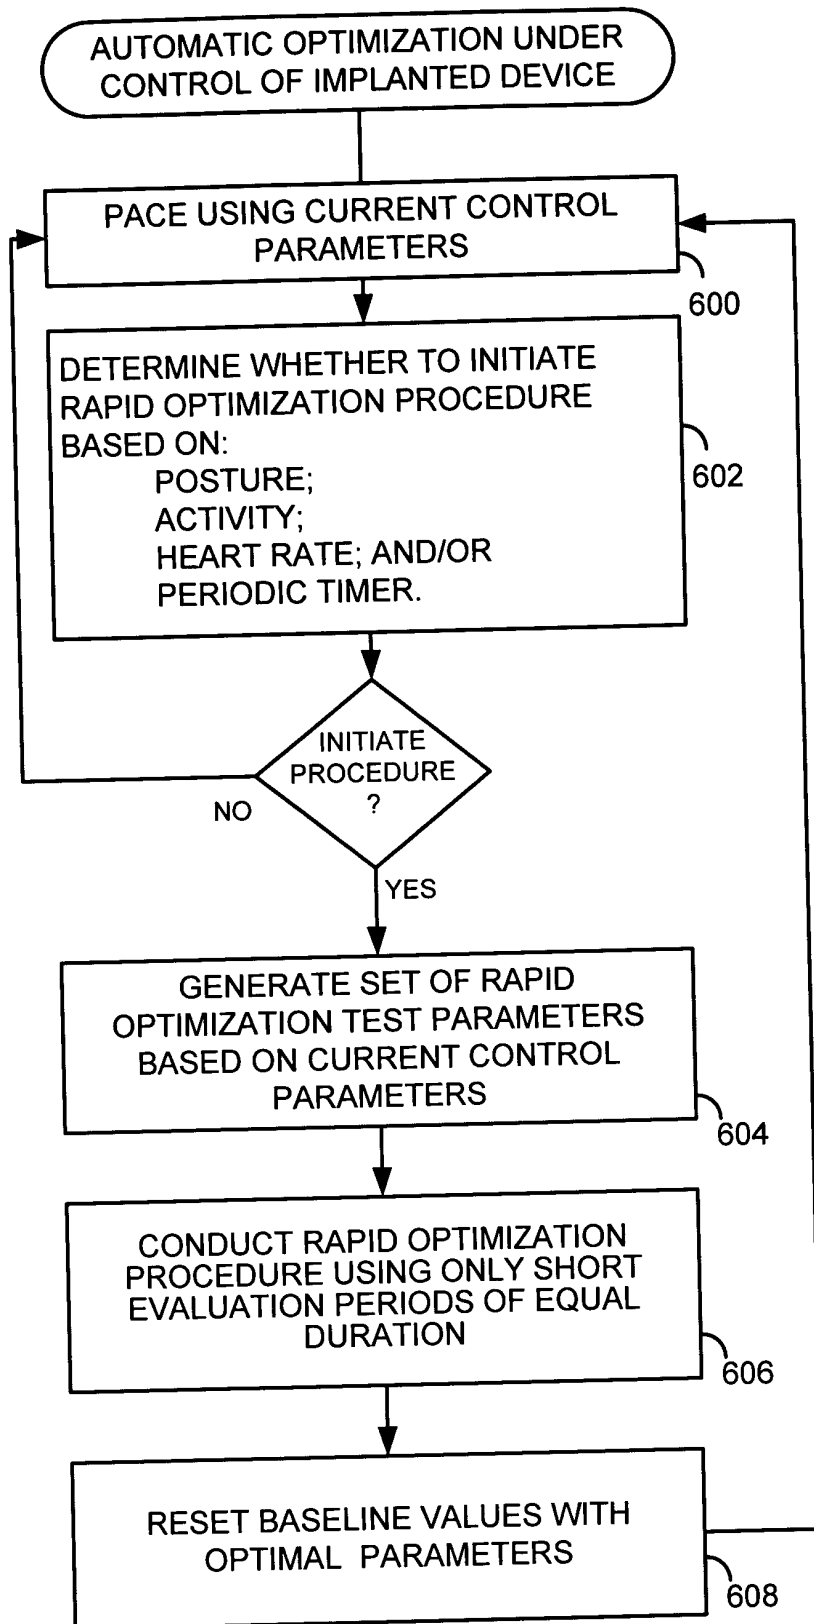 AUTOMATIC OPTIMIZATION UNDER
CONTROL OF IMPLANTED DEVICE
PACE USING CURRENT CONTROL
PARAMETERS
600
DETERMINE WHETHER TO INITIATE
RAPID OPTIMIZATION PROCEDURE
BASED ON:
POSTURE;
ACTIVITY;
HEART RATE; AND/OR
PERIODIC TIMER.
602
INITIATE
PROCEDURE
?
NO
YES
GENERATE SET OF RAPID
OPTIMIZATION TEST PARAMETERS
BASED ON CURRENT CONTROL
PARAMETERS
604
CONDUCT RAPID OPTIMIZATION
PROCEDURE USING ONLY SHORT
EVALUATION PERIODS OF EQUAL
DURATION
606
RESET BASELINE VALUES WITH
OPTIMAL PARAMETERS
608